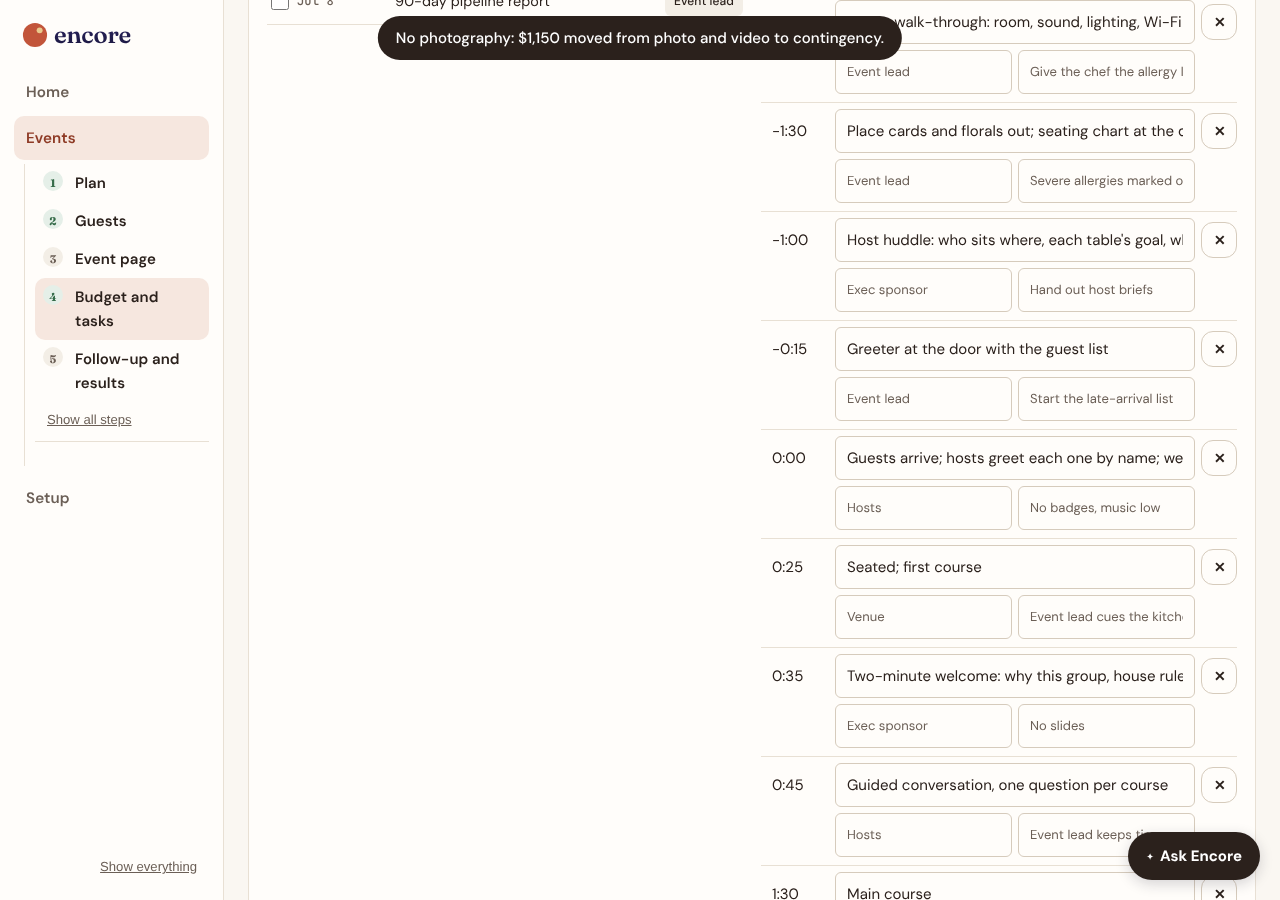 encore
Home
Events
1 Plan
2 Guests
3 Event page
4 Budget and
tasks
5 Follow-up and
results
Show all steps
Setup
Show everything
JUL 8 90-day pipeline report Event lead
No photography: $1,150 moved from photo and video to contingency.
walk-through: room, sound, lighting, Wi-Fi
Event lead Give the chef the allergy
-1:30 Place cards and florals out; seating chart at the
Event lead Severe allergies marked
-1:00 Host huddle: who sits where, each table's goal,
Exec sponsor Hand out host briefs
-0:15 Greeter at the door with the guest list
Event lead Start the late-arrival list
0:00 Guests arrive; hosts greet each one by name;
Hosts No badges, music low
0:25 Seated; first course
Venue Event lead cues the
0:35 Two-minute welcome: why this group, house
Exec sponsor No slides
0:45 Guided conversation, one question per course
Hosts Event lead keeps
Ask Encore
1:30 Main course